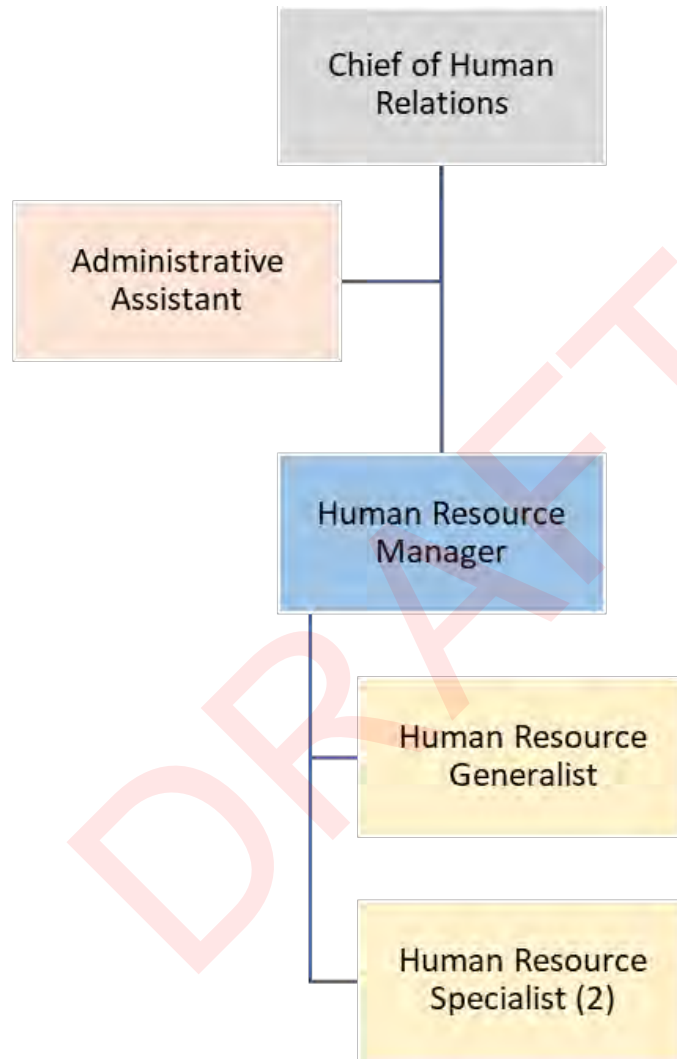 Chief of Human
Relations
Administrative
Assistant
Human Resource
Manager
Human Resource
Generalist
Human Resource
Specialist (2)
DRAFT